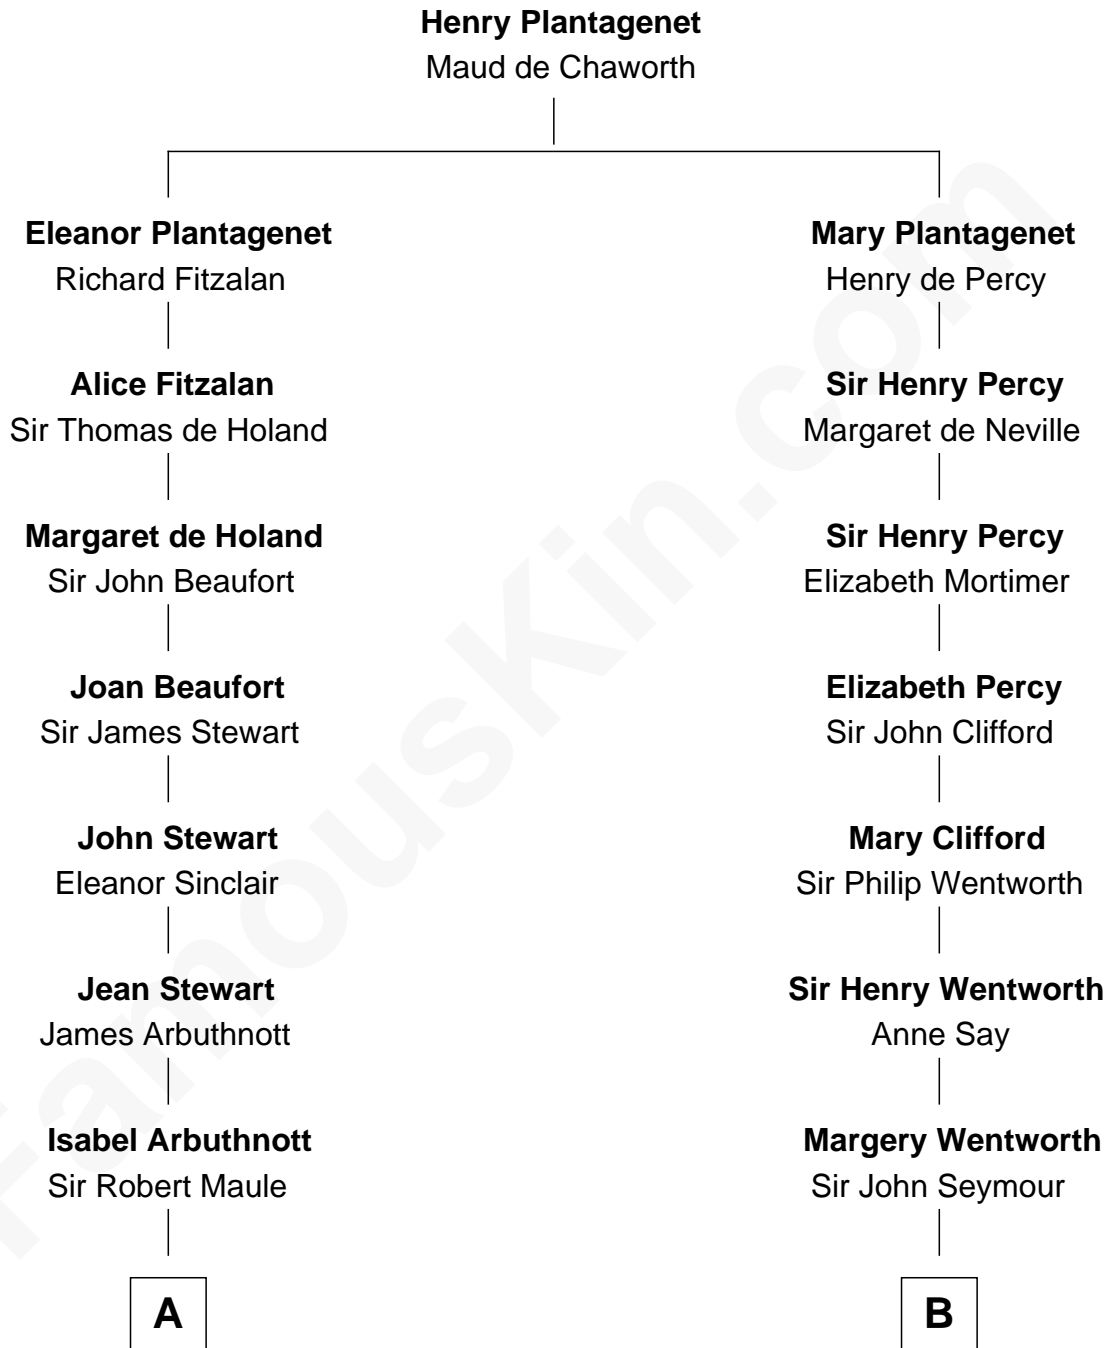 Henry Plantagenet
Maud de Chaworth
Eleanor Plantagenet
Richard Fitzalan
Mary Plantagenet
Henry de Percy
Alice Fitzalan
Sir Thomas de Holand
Sir Henry Percy
Margaret de Neville
Margaret de Holand
Sir John Beaufort
Sir Henry Percy
Elizabeth Mortimer
Joan Beaufort
Sir James Stewart
Elizabeth Percy
Sir John Clifford
John Stewart
Eleanor Sinclair
Mary Clifford
Sir Philip Wentworth
Jean Stewart
James Arbuthnott
Sir Henry Wentworth
Anne Say
Isabel Arbuthnott
Sir Robert Maule
Margery Wentworth
Sir John Seymour
A
B
FamousKin.com